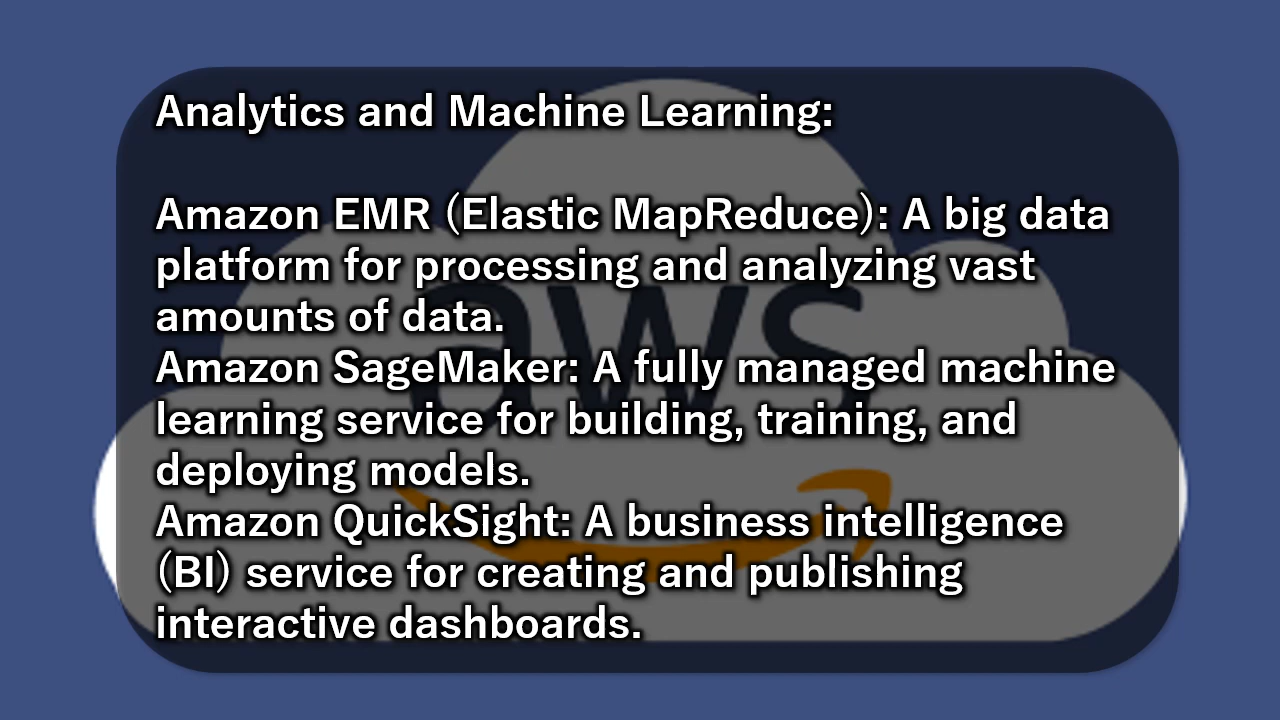 Analytics and Machine Learning:
Amazon EMR (Elastic MapReduce): A big data
platform for processing and analyzing vast
amounts of data.
Amazon SageMaker: A fully managed machine
learning service for building, training, and
deploying models.
Amazon QuickSight: A business intelligence
(BI) service for creating and publishing
interactive dashboards.
aws